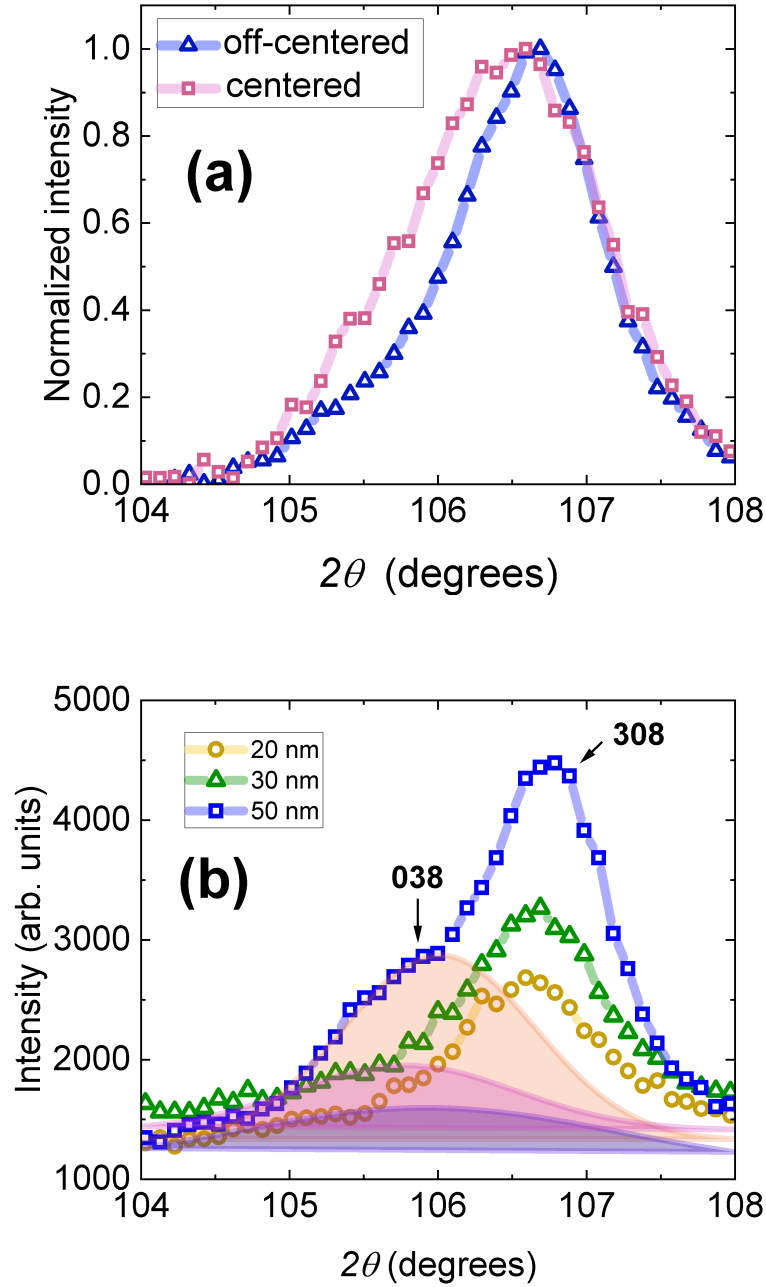 off-centered
centered
(a)
Normalized intensity
1.0
0.8
0.6
0.4
0.2
0.0
104 105 106 107 108
2θ (degrees)
20 nm
30 nm
50 nm
308
038
(b)
Intensity (arb. units)
5000
4000
3000
2000
1000
104 105 106 107 108
2θ (degrees)